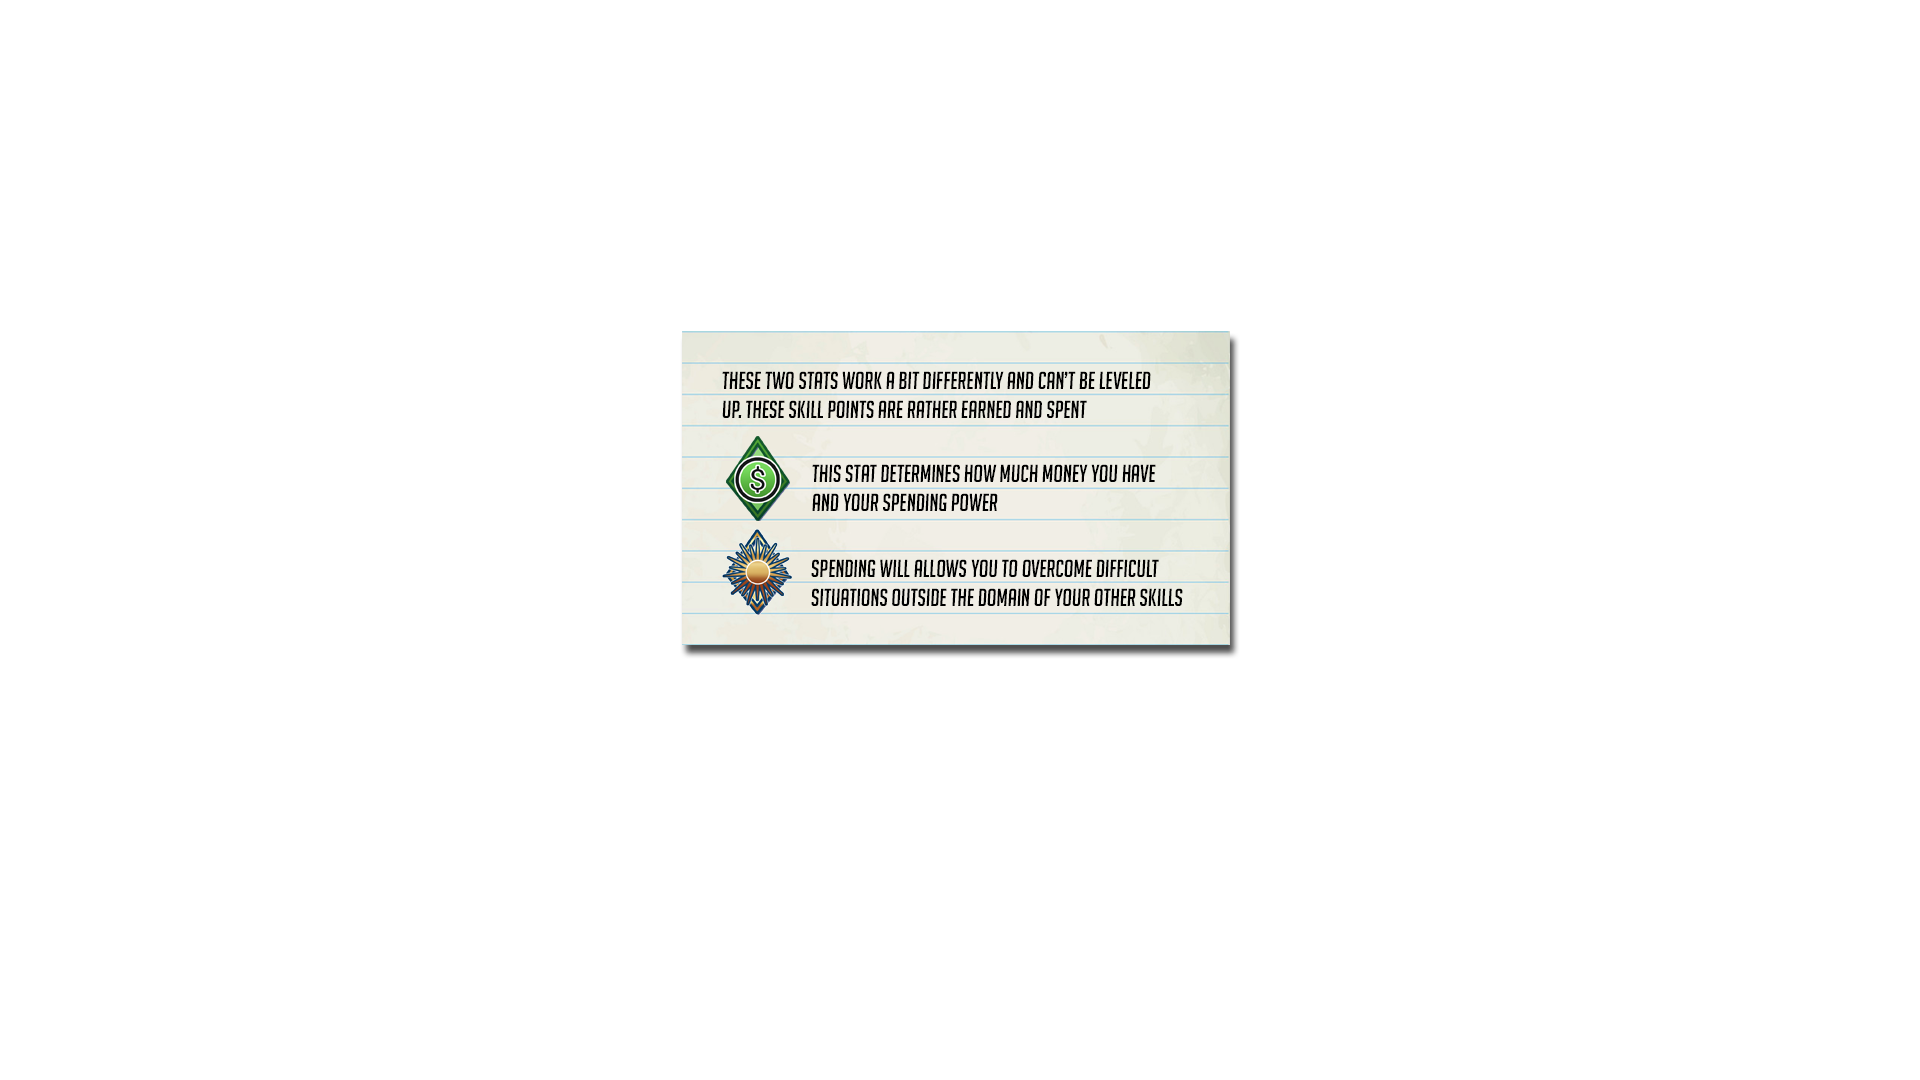 THESE TWO STATS WORK A BIT DIFFERENTLY AND CAN'T BE LEVELED
UP. THESE SKILL POINTS ARE RATHER EARNED AND SPENT
$
THIS STAT DETERMINES HOW MUCH MONEY YOU HAVE
AND YOUR SPENDING POWER
SPENDING WILL ALLOWS YOU TO OVERCOME DIFFICULT
SITUATIONS OUTSIDE THE DOMAIN OF YOUR OTHER SKILLS